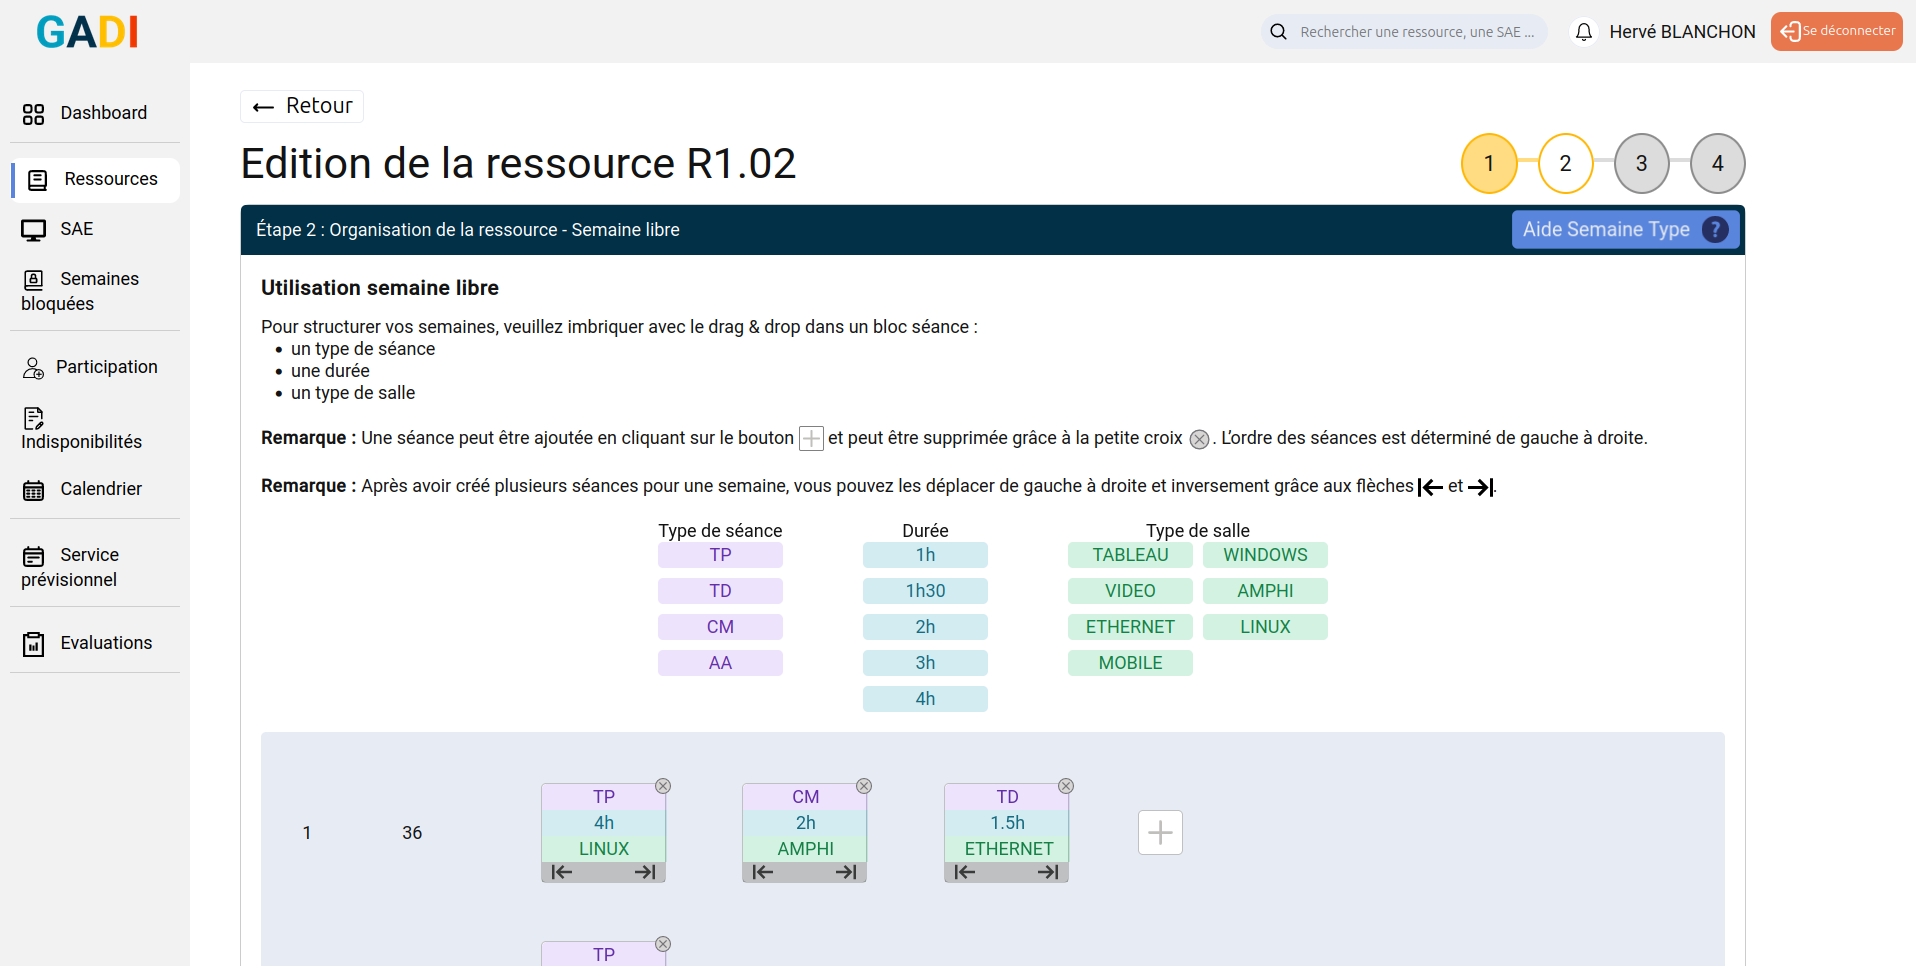 GADI
Rechercher une ressource, une SAE ...
Hervé BLANCHON
Se déconnecter
Dashboard
Ressources
SAE
Semaines
bloquées
Participation
Indisponibilités
Calendrier
Service
prévisionnel
Evaluations
← Retour
Edition de la ressource R1.02
1 2 3 4
Étape 2 : Organisation de la ressource - Semaine libre
Aide Semaine Type ?
Utilisation semaine libre
Pour structurer vos semaines, veuillez imbriquer avec le drag & drop dans un bloc séance :
• un type de séance
• une durée
• un type de salle
Remarque : Une séance peut être ajoutée en cliquant sur le bouton + et peut être supprimée grâce à la petite croix ⊗. L'ordre des séances est déterminé de gauche à droite.
Remarque : Après avoir créé plusieurs séances pour une semaine, vous pouvez les déplacer de gauche à droite et inversement grâce aux flèches |← et →|.
Type de séance
TP
TD
CM
AA
Durée
1h
1h30
2h
3h
4h
Type de salle
TABLEAU WINDOWS
VIDEO AMPHI
ETHERNET LINUX
MOBILE
1 36
TP
4h
LINUX
CM
2h
AMPHI
TD
1.5h
ETHERNET
TP